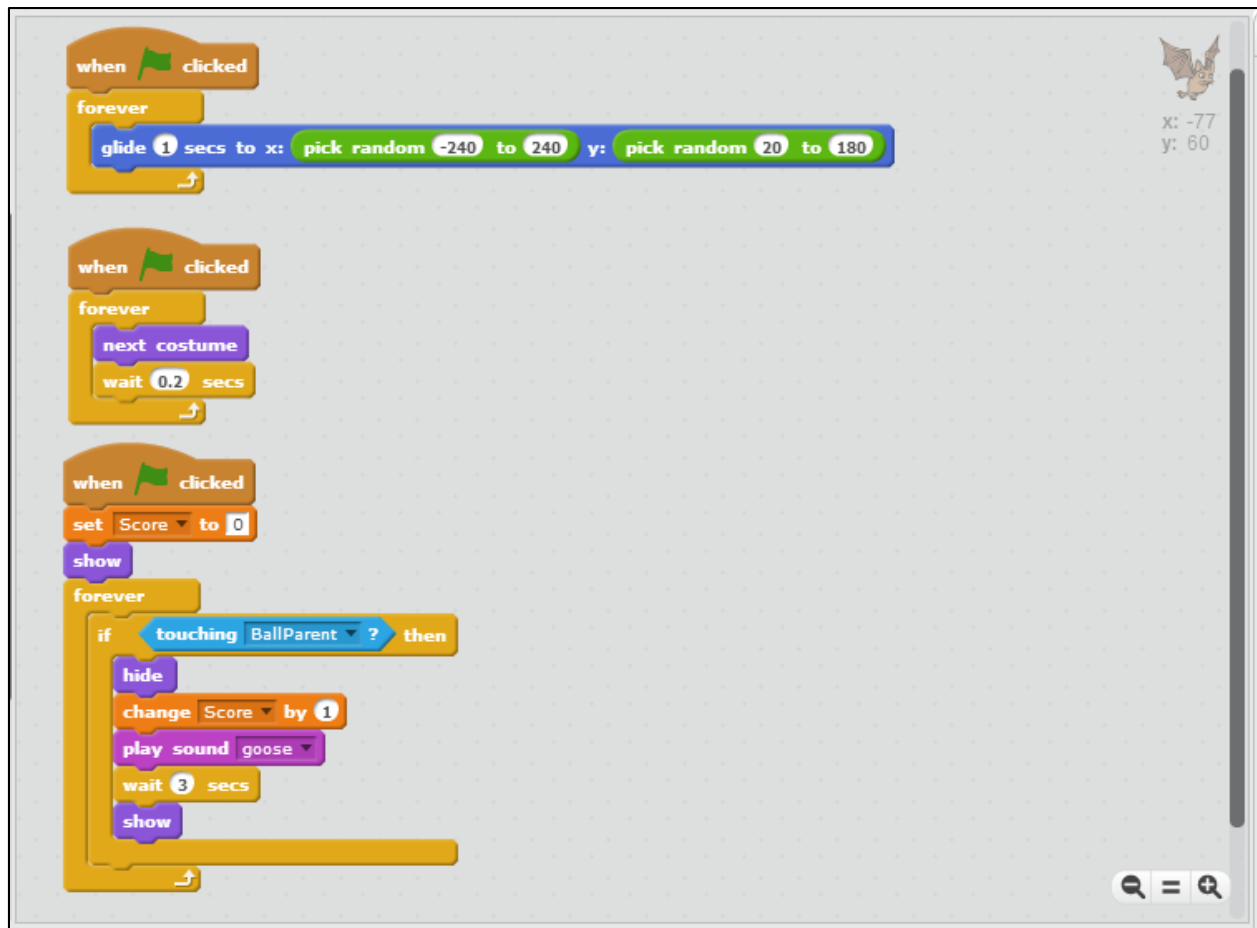 when clicked
forever
glide 1 secs to x: pick random -240 to 240 y: pick random 20 to 180
x: -77
y: 60
when clicked
forever
next costume
wait 0.2 secs
when clicked
set Score to 0
show
forever
if touching BallParent ? then
hide
change Score by 1
play sound goose
wait 3 secs
show